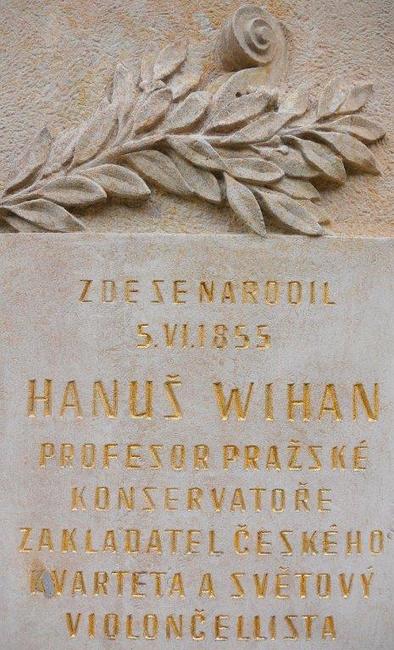 ZDE SE NARODIL
5.VI.1855
HANUŠ WIHAN
PROFESOR PRAŽSKÉ
KONSERVATOŘE
ZAKLADATEL ČESKÉHO
KVARTETA A SVĚTOVÝ
VIOLONČELLISTA